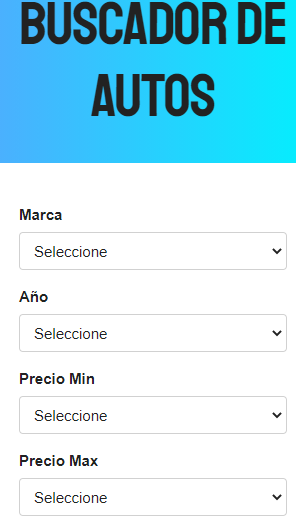 BUSCADOR DE
AUTOS
Marca
Seleccione
Año
Seleccione
Precio Min
Seleccione
Precio Max
Seleccione